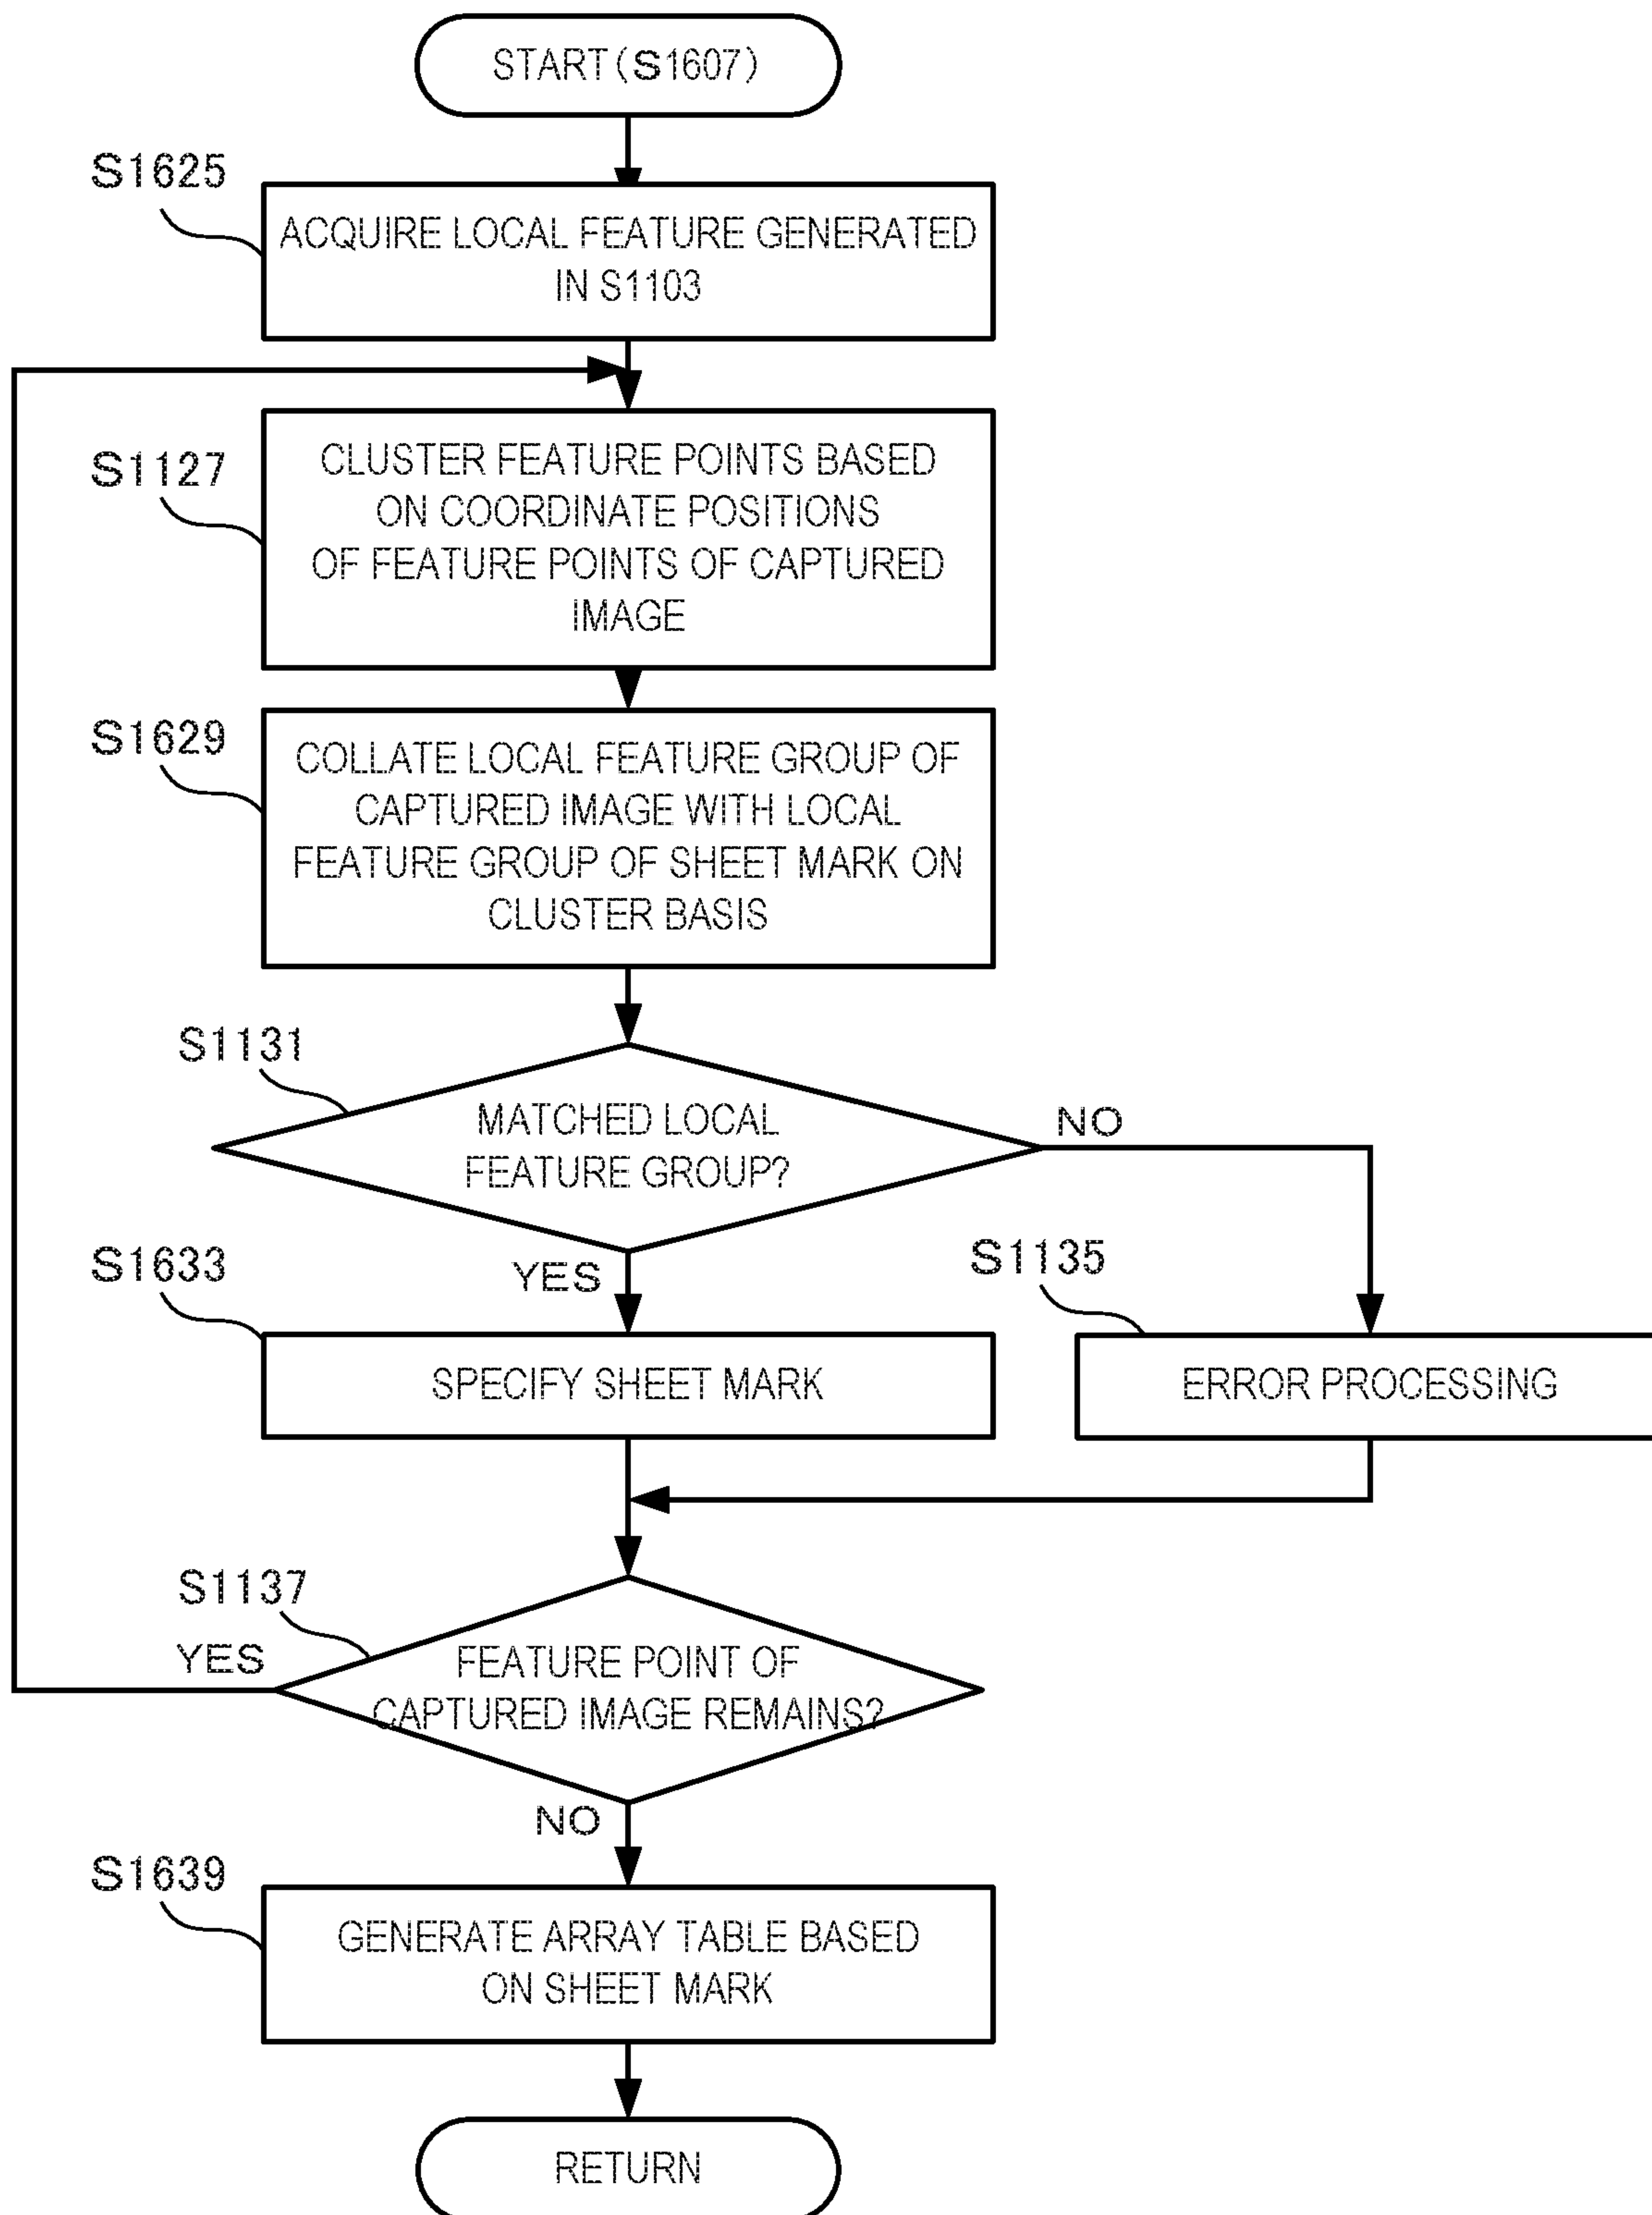 START(S1607)
S1625
ACQUIRE LOCAL FEATURE GENERATED
IN S1103
S1127
CLUSTER FEATURE POINTS BASED
ON COORDINATE POSITIONS
OF FEATURE POINTS OF CAPTURED
IMAGE
S1629
COLLATE LOCAL FEATURE GROUP OF
CAPTURED IMAGE WITH LOCAL
FEATURE GROUP OF SHEET MARK ON
CLUSTER BASIS
S1131
MATCHED LOCAL
FEATURE GROUP?
NO
YES
S1633
SPECIFY SHEET MARK
S1135
ERROR PROCESSING
S1137
YES
FEATURE POINT OF
CAPTURED IMAGE REMAINS?
NO
S1639
GENERATE ARRAY TABLE BASED
ON SHEET MARK
RETURN